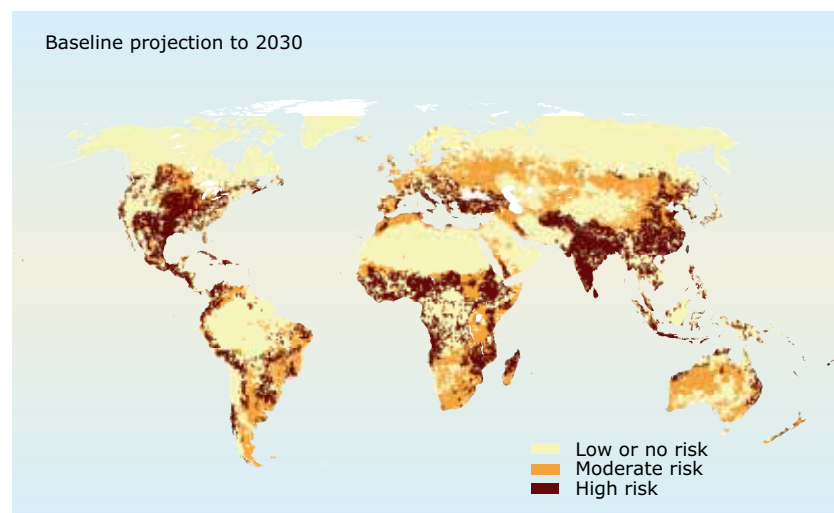 Baseline projection to 2030
Low or no risk
Moderate risk
High risk